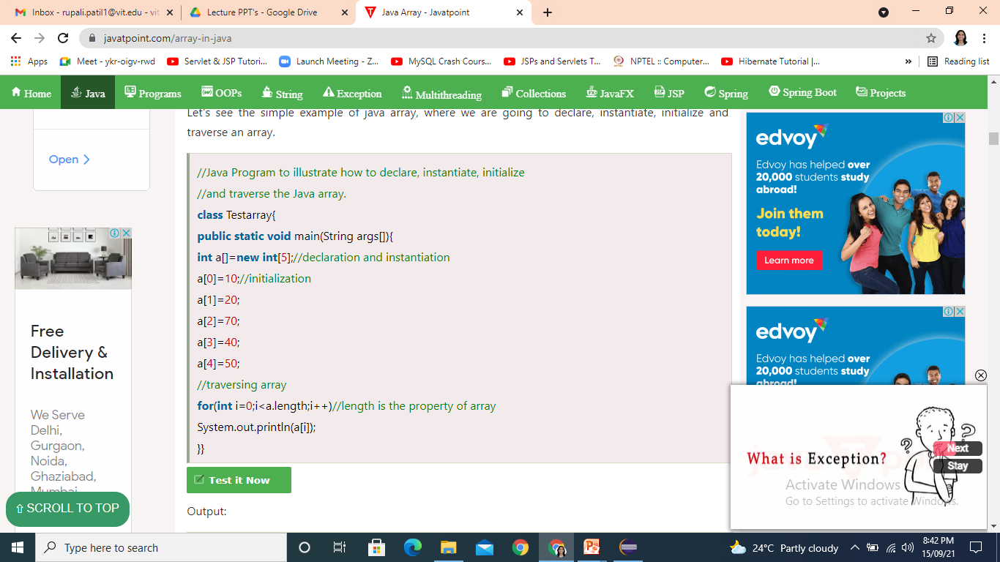 Inbox - rupali.patil1@vit.edu - vit
Lecture PPT's - Google Drive
Java Array - Javatpoint
javatpoint.com/array-in-java
Apps
Meet - ykr-oigv-rwd
Servlet & JSP Tutori...
Launch Meeting - Z...
MySQL Crash Cours...
JSPs and Servlets T...
NPTEL :: Computer...
Hibernate Tutorial |...
»
Reading list
Home
Java
Programs
OOPs
String
Exception
Multithreading
Collections
JavaFX
JSP
Spring
Spring Boot
Projects
Open
Free
Delivery &
Installation
We Serve
Delhi,
Gurgaon,
Noida,
Ghaziabad,
Mumbai
SCROLL TO TOP
Let's see the simple example of java array, where we are going to declare, instantiate, initialize and
traverse an array.
//Java Program to illustrate how to declare, instantiate, initialize
//and traverse the Java array.
class Testarray{
public static void main(String args[]){
int a[]=new int[5];//declaration and instantiation
a[0]=10;//initialization
a[1]=20;
a[2]=70;
a[3]=40;
a[4]=50;
//traversing array
for(int i=0;i<a.length;i++)//length is the property of array
System.out.println(a[i]);
}}
Test it Now
Output:
edvoy
Edvoy has helped over
20,000 students study
abroad!
Join them
today!
Learn more
edvoy
Edvoy has helped over
20,000 students study
abroad!
What is Exception?
Next
Stay
Activate Windows
Go to Settings to activate Windows.
Type here to search
24°C Partly cloudy
8:42 PM
15/09/21